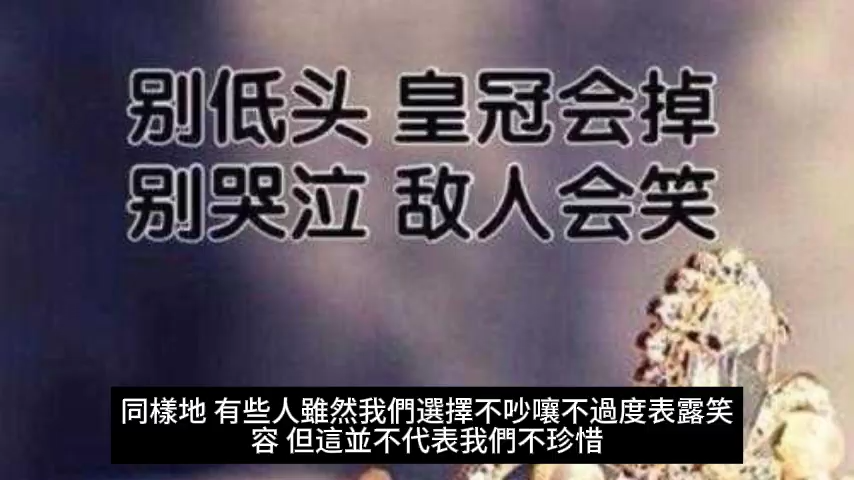 别低头 皇冠会掉
别哭泣 敌人会笑
同樣地 有些人雖然我們選擇不吵嚷不過度表露笑
容 但這並不代表我們不珍惜